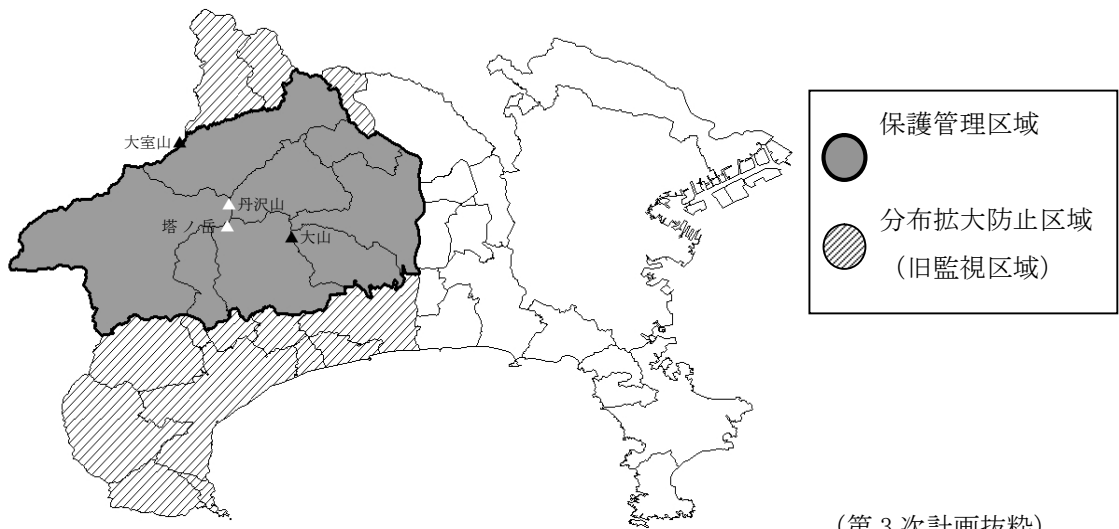 大室山
丹沢山
塔ノ岳
大山
保護管理区域
分布拡大防止区域
（旧監視区域）
（第３次計画抜粋）